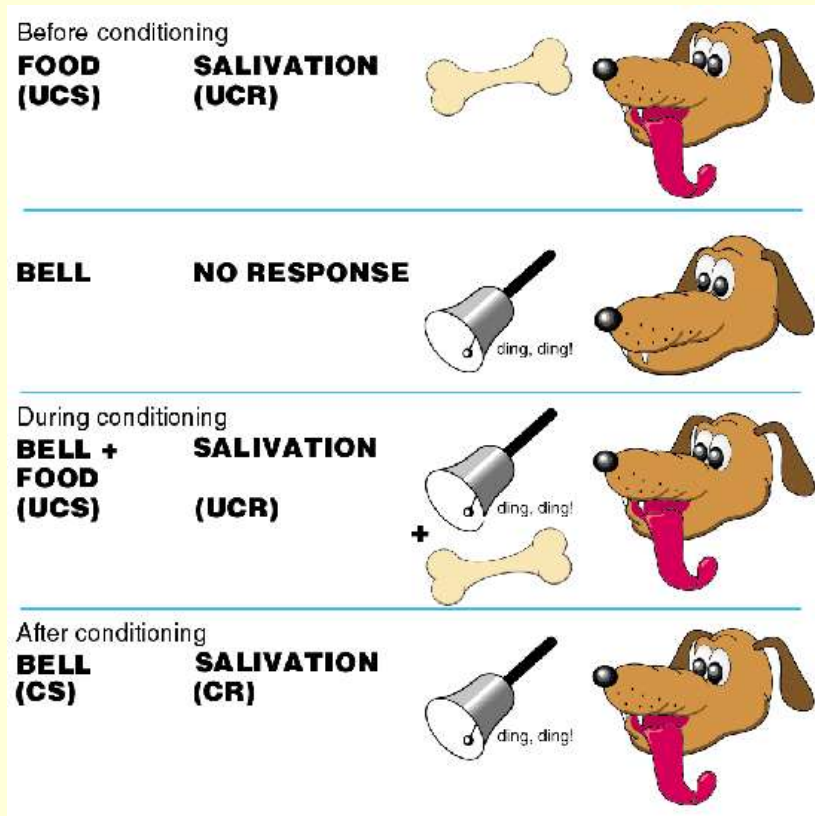 Before conditioning
FOOD SALIVATION
(UCS) (UCR)
BELL NO RESPONSE
ding, ding!
During conditioning
BELL + SALIVATION
FOOD
(UCS) (UCR)
ding, ding!
+
After conditioning
BELL SALIVATION
(CS) (CR)
ding, ding!